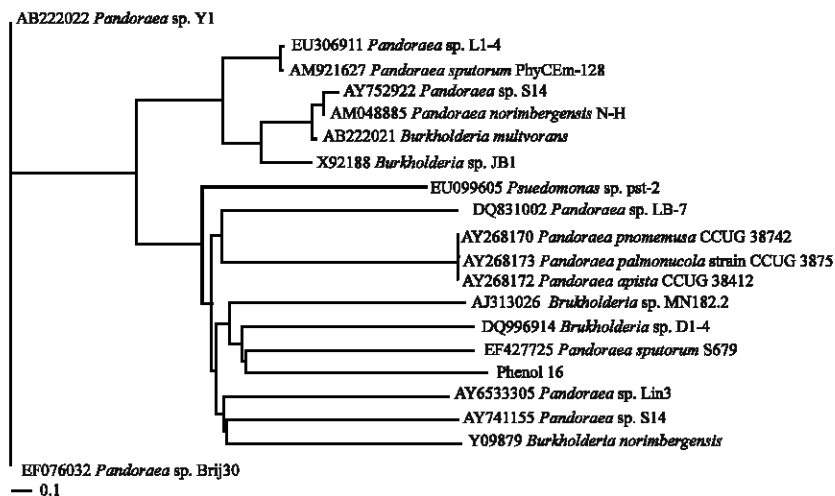 AB222022 Pandoraea sp. Y1
EU306911 Pandoraea sp. L1-4
AM921627 Pandoraea sputorum PhyCEm-128
AY752922 Pandoraea sp. S14
AM048885 Pandoraea norimbergensis N-H
AB222021 Burkholderia multvorans
X92188 Burkholderia sp. JB1
EU099605 Psuedomonas sp. pst-2
DQ831002 Pandoraea sp. LB-7
AY268170 Pandoraea pnomemusa CCUG 38742
AY268173 Pandoraea palmonucola strain CCUG 3875
AY268172 Pandoraea apista CCUG 38412
AJ313026 Brukholderia sp. MN182.2
DQ996914 Brukholderia sp. D1-4
EF427725 Pandoraea sputorum S679
Phenol 16
AY6533305 Pandoraea sp. Lin3
AY741155 Pandoraea sp. S14
Y09879 Burkholderia norimbergensis
EF076032 Pandoraea sp. Brij30
0.1